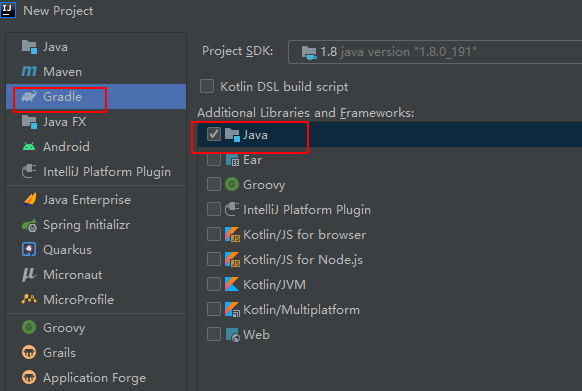 New Project
Java
Maven
Gradle
Java FX
Android
IntelliJ Platform Plugin
Java Enterprise
Spring Initializr
Quarkus
Micronaut
MicroProfile
Groovy
Grails
Application Forge
Project SDK: 1.8 java version "1.8.0_191"
Kotlin DSL build script
Additional Libraries and Frameworks:
Java
Ear
Groovy
IntelliJ Platform Plugin
Kotlin/JS for browser
Kotlin/JS for Node.js
Kotlin/JVM
Kotlin/Multiplatform
Web